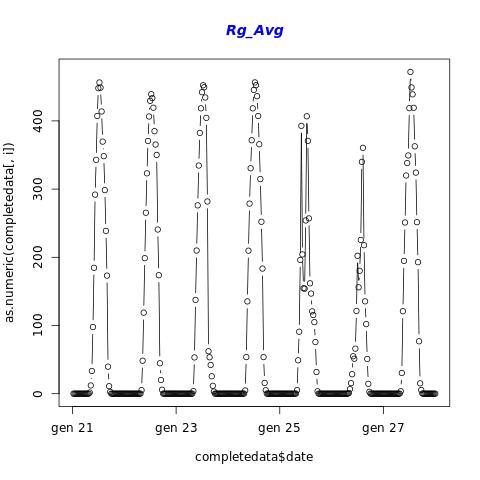 Rg_Avg
as.numeric(completedata[, i])
400
300
200
100
0
gen 21
gen 23
gen 25
gen 27
completedata$date